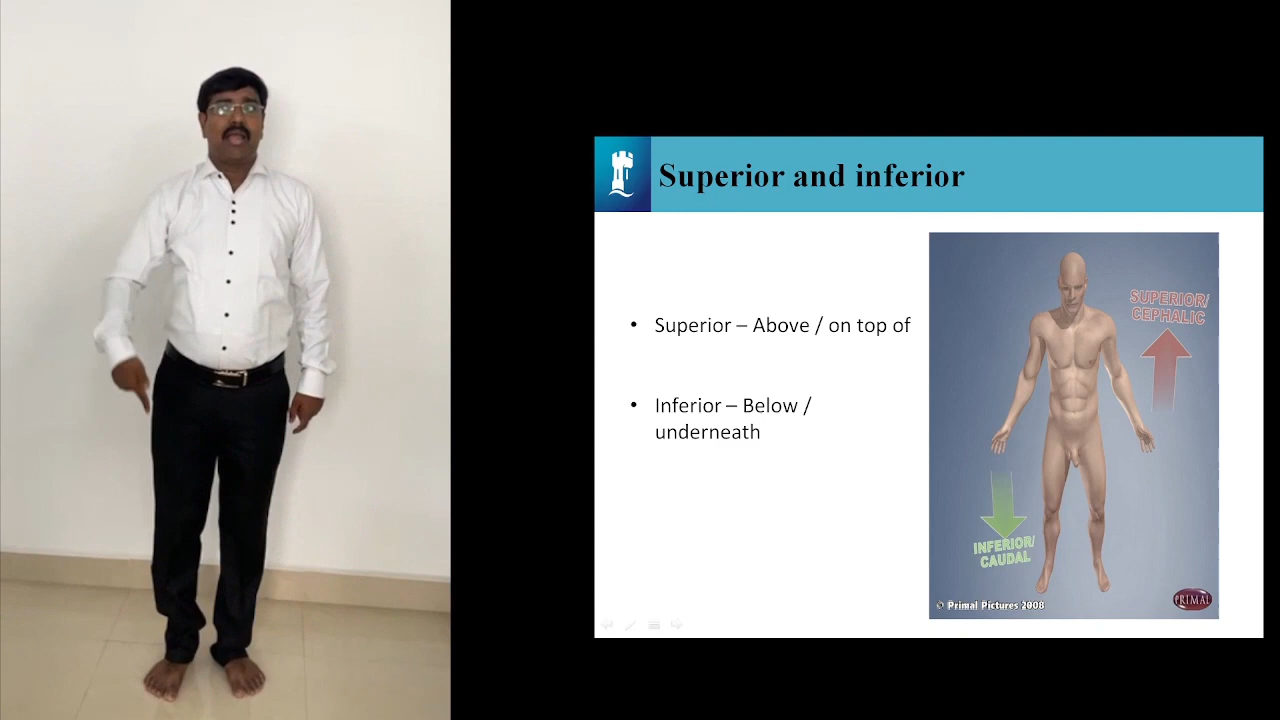 Superior and inferior
• Superior – Above / on top of
• Inferior – Below /
underneath
SUPERIOR/
CEPHALIC
INFERIOR/
CAUDAL
© Primal Pictures 2008
PRIMAL